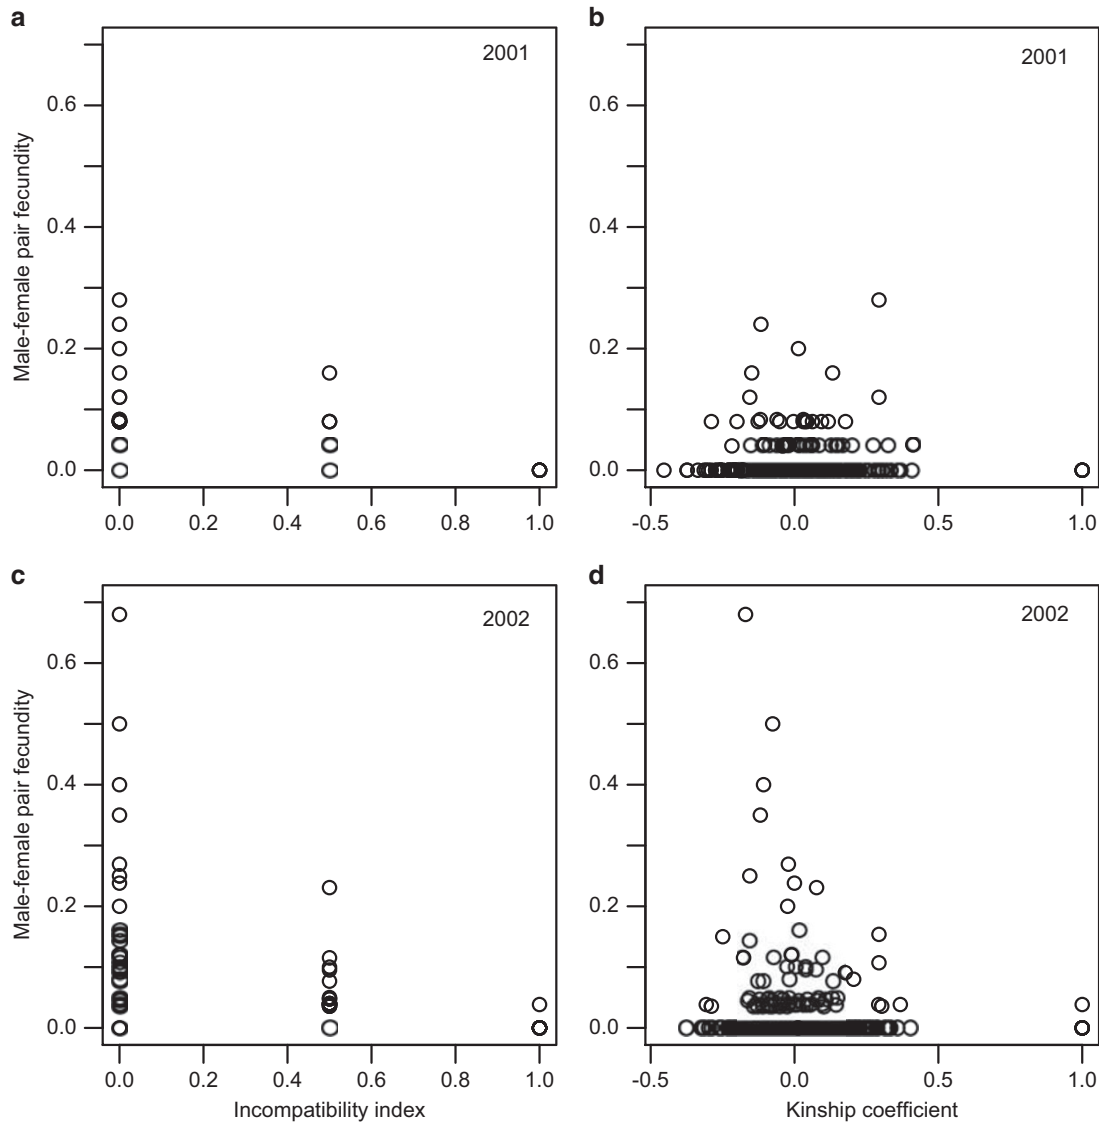 a
2001
Male-female pair fecundity
0.6
0.4
0.2
0.0
0.0 0.2 0.4 0.6 0.8 1.0
b
2001
0.6
0.4
0.2
0.0
-0.5 0.0 0.5 1.0
c
2002
Male-female pair fecundity
0.6
0.4
0.2
0.0
0.0 0.2 0.4 0.6 0.8 1.0
Incompatibility index
d
2002
0.6
0.4
0.2
0.0
-0.5 0.0 0.5 1.0
Kinship coefficient